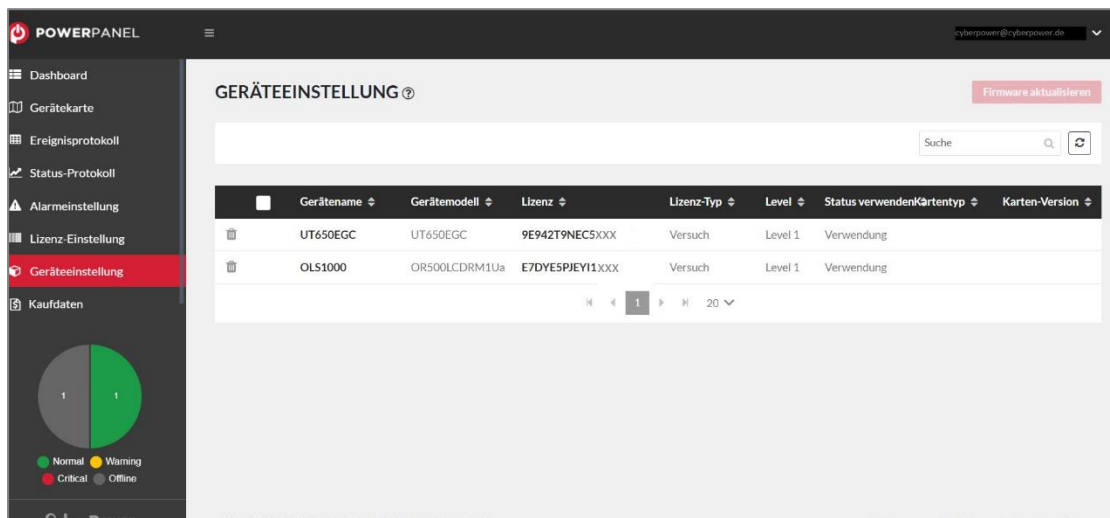 POWERPANEL
cyberpower@cyberpower.de
Dashboard
Gerätekarte
Ereignisprotokoll
Status-Protokoll
Alarmeinstellung
Lizenz-Einstellung
Geräteeinstellung
Kaufdaten
1 1
Normal Warning
Critical Offline
GERÄTEEINSTELLUNG
Firmware aktualisieren
Suche
Gerätename Gerätemodell Lizenz Lizenz-Typ Level Status verwenden Kartentyp Karten-Version
UT650EGC UT650EGC 9E942T9NEC5XXX Versuch Level 1 Verwendung
OLS1000 OR500LCDRM1Ua E7DYE5PJEYI1XXX Versuch Level 1 Verwendung
1 20